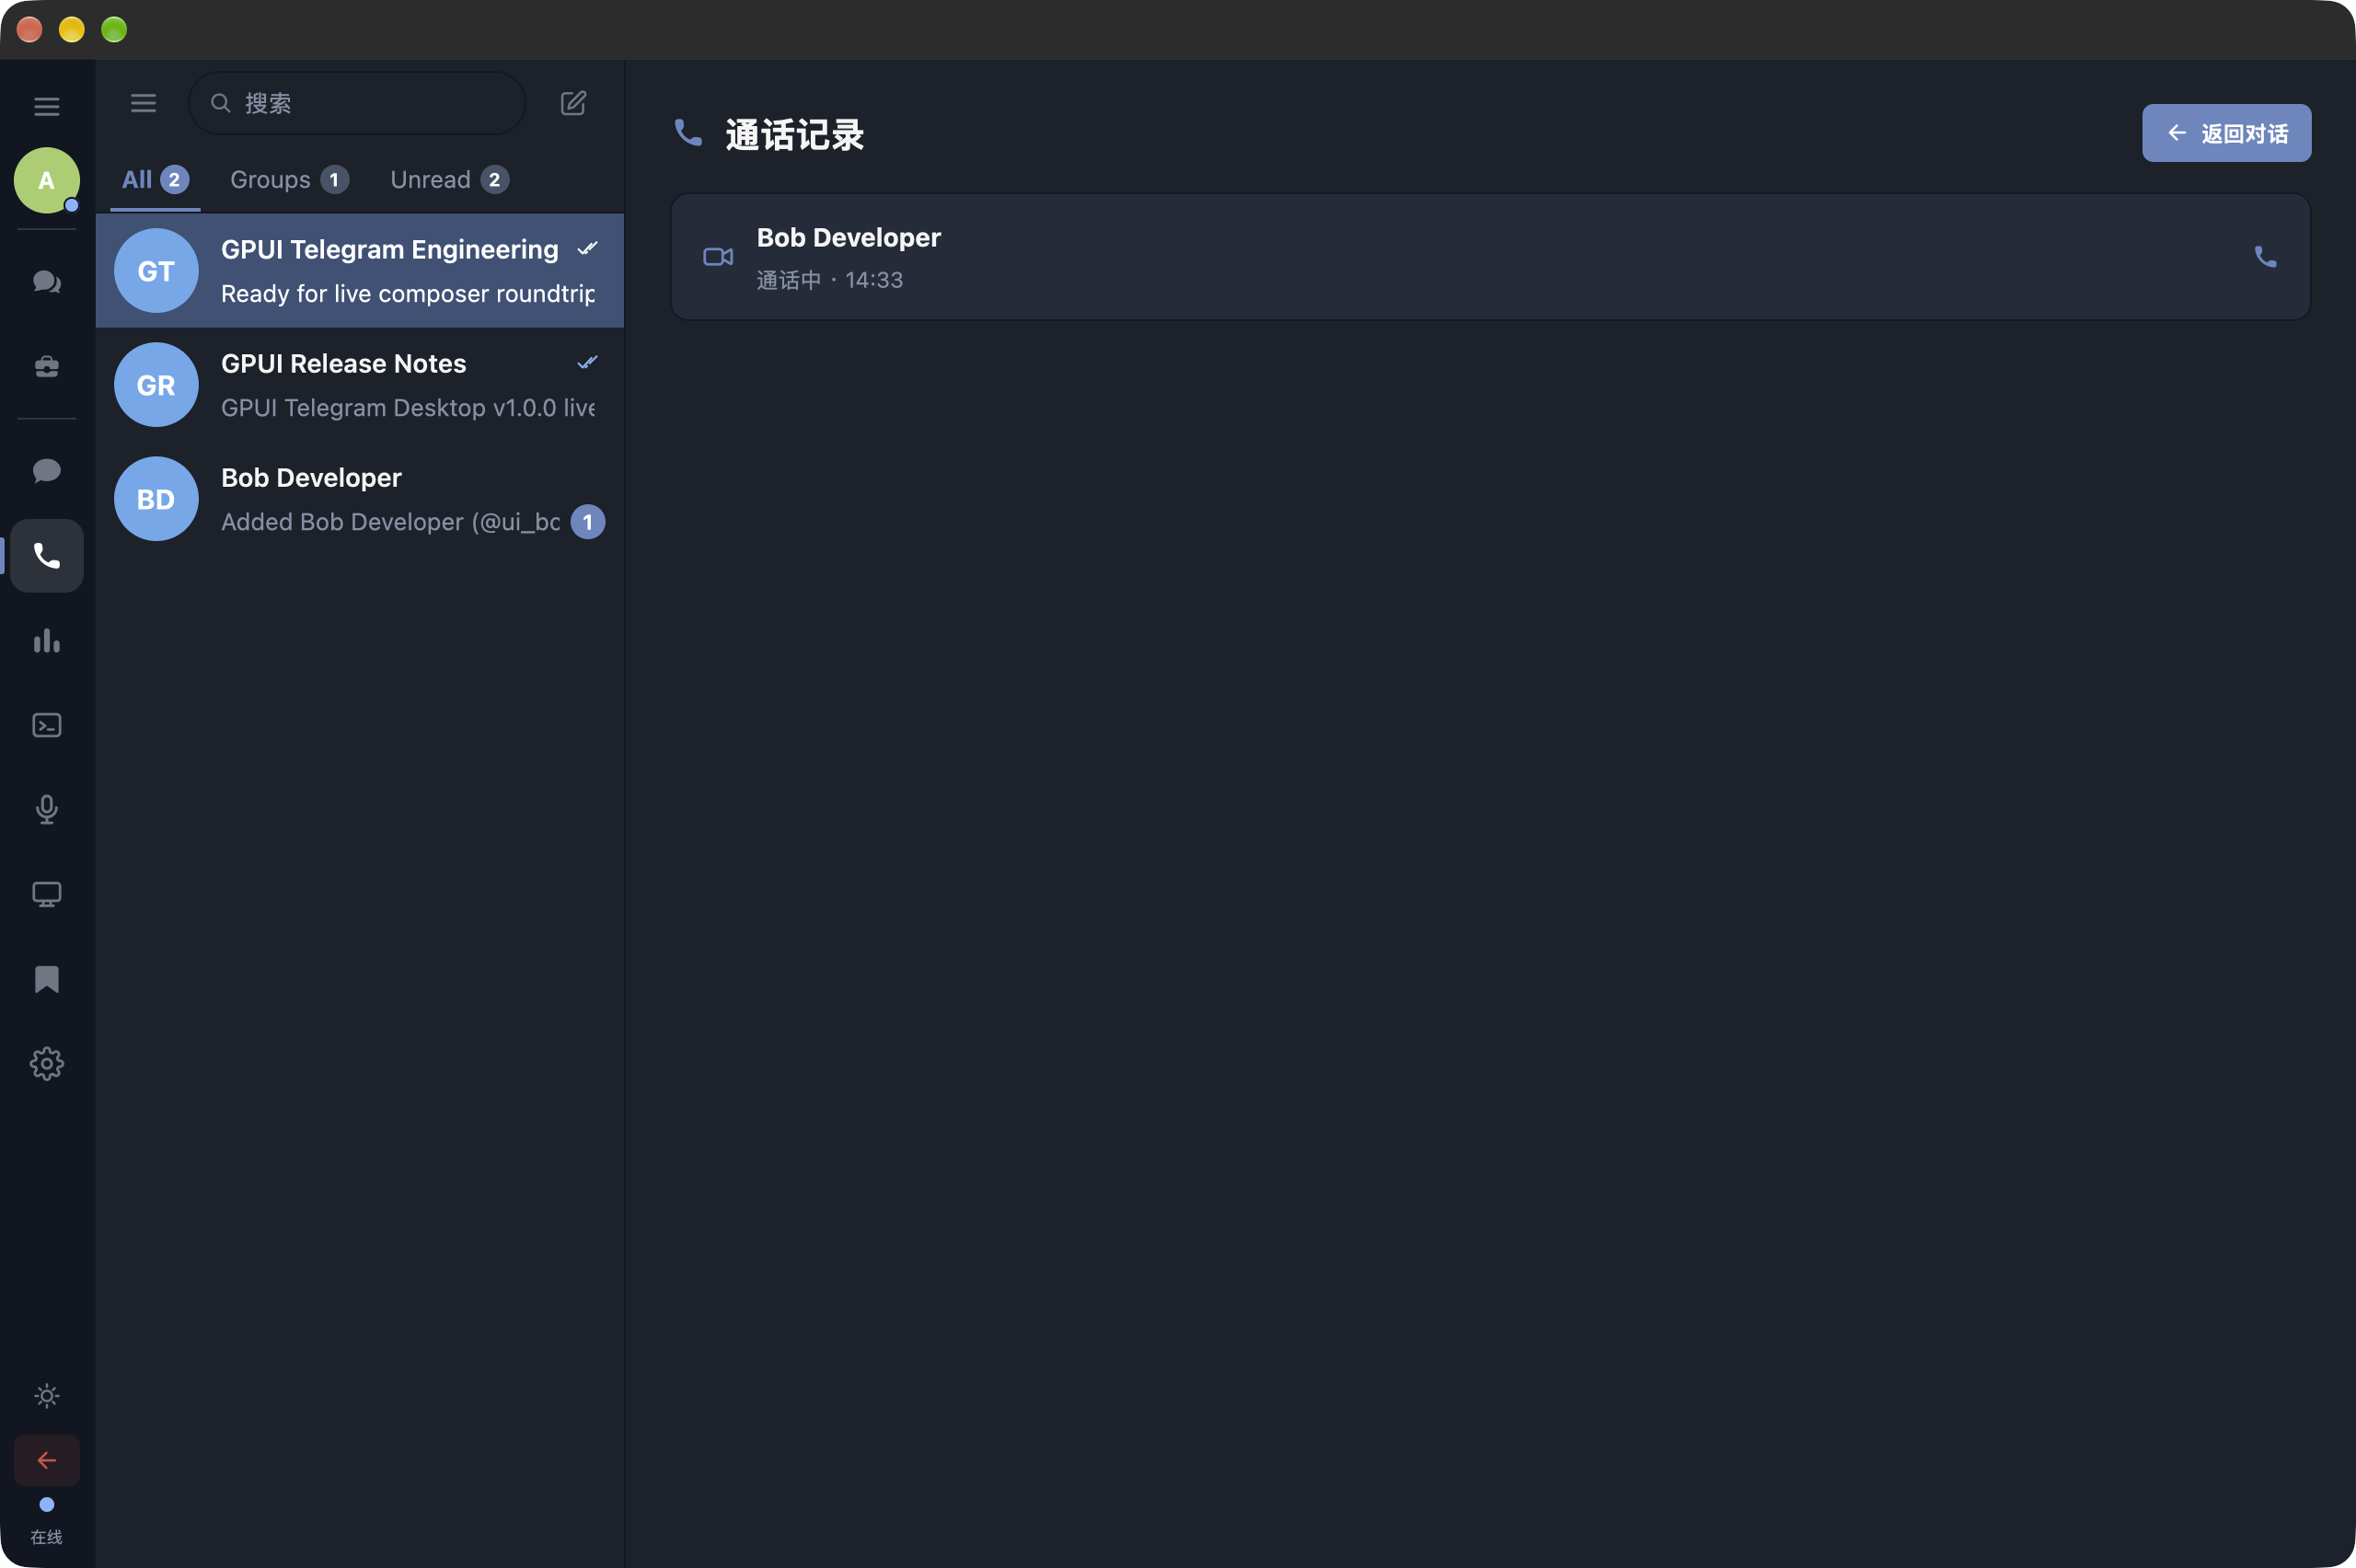 搜索
A
All 2
Groups 1
Unread 2
GT
GPUI Telegram Engineering
Ready for live composer roundtrip
GR
GPUI Release Notes
GPUI Telegram Desktop v1.0.0 live
BD
Bob Developer
Added Bob Developer (@ui_bo
1
在线
通话记录
返回对话
Bob Developer
通话中 · 14:33